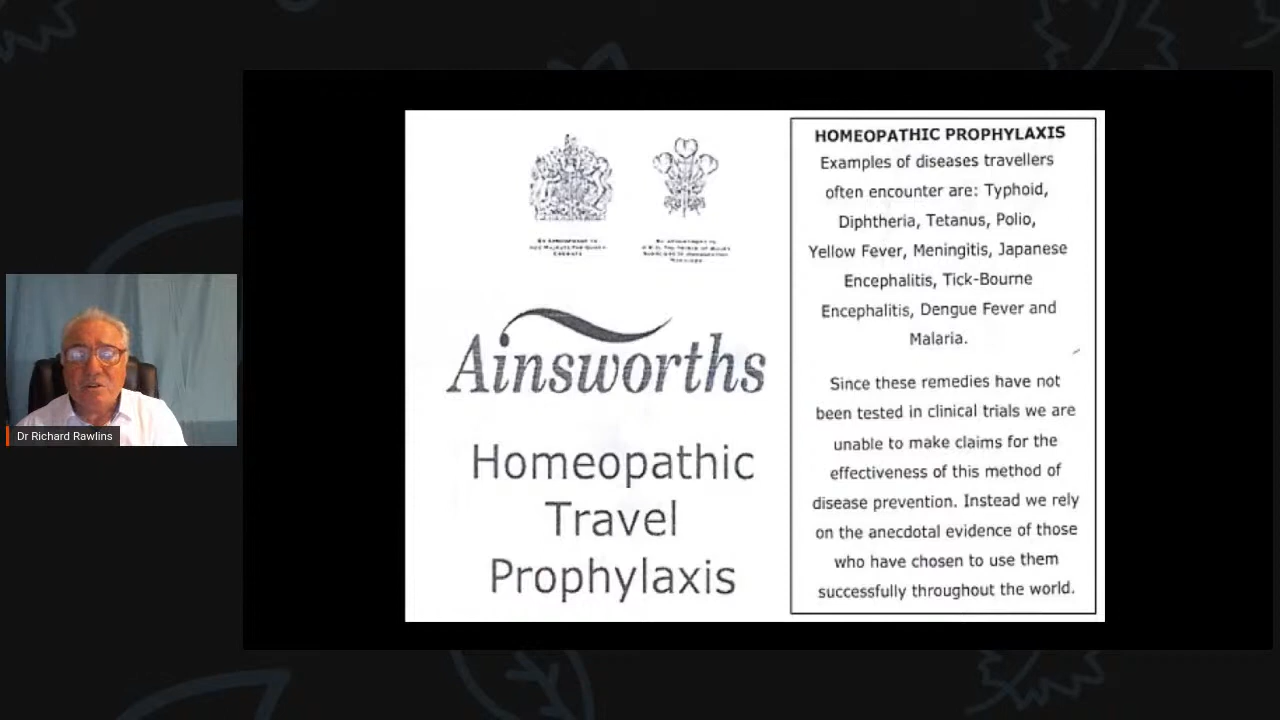 HOMEOPATHIC PROPHYLAXIS
Examples of diseases travellers
often encounter are: Typhoid,
Diphtheria, Tetanus, Polio,
Yellow Fever, Meningitis, Japanese
Encephalitis, Tick-Bourne
Encephalitis, Dengue Fever and
Malaria.
Since these remedies have not
been tested in clinical trials we are
unable to make claims for the
effectiveness of this method of
disease prevention. Instead we rely
on the anecdotal evidence of those
who have chosen to use them
successfully throughout the world.
By Appointment to
Ainsworths
Homeopathic
Travel
Prophylaxis
Dr Richard Rawlins